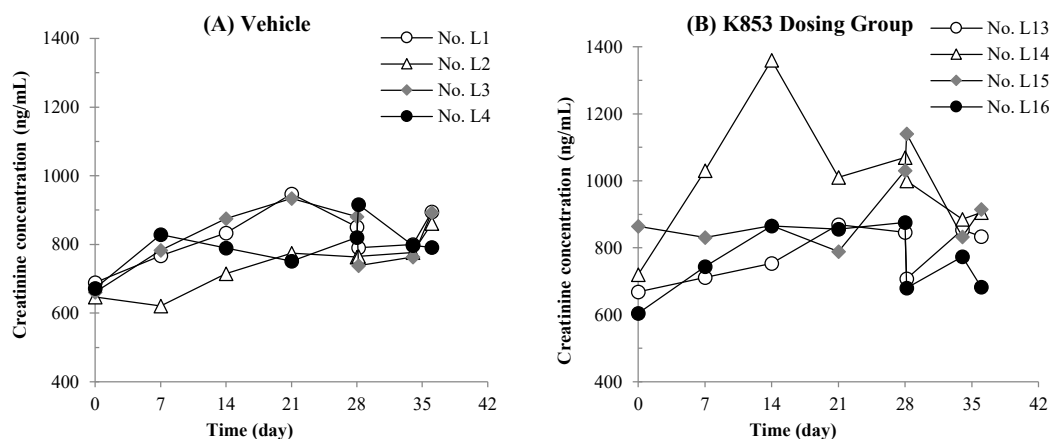 (A) Vehicle
1400
1200
1000
800
600
400
0 7 14 21 28 35 42
Creatinine concentration (ng/mL)
Time (day)
No. L1
No. L2
No. L3
No. L4
(B) K853 Dosing Group
1400
1200
1000
800
600
400
0 7 14 21 28 35 42
Creatinine concentration (ng/mL)
Time (day)
No. L13
No. L14
No. L15
No. L16